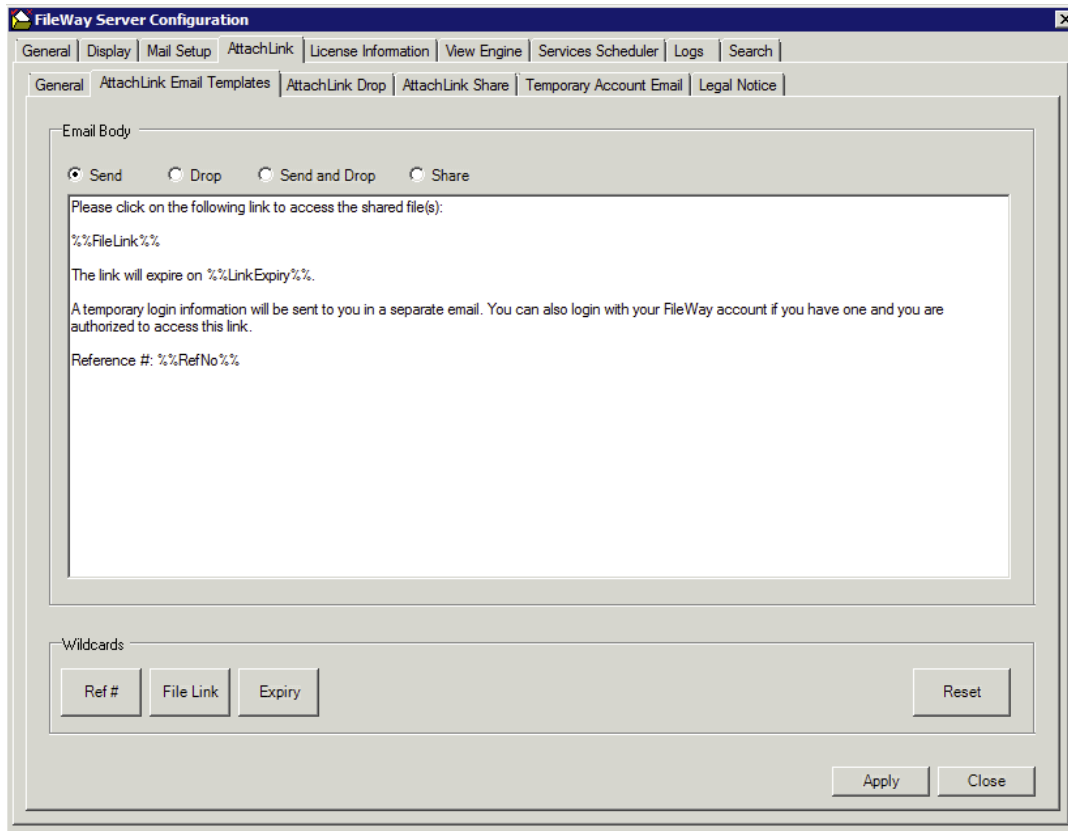 FileWay Server Configuration
General Display Mail Setup AttachLink License Information View Engine Services Scheduler Logs Search
General AttachLink Email Templates AttachLink Drop AttachLink Share Temporary Account Email Legal Notice
Email Body
Send Drop Send and Drop Share
Please click on the following link to access the shared file(s):
%%FileLink%%
The link will expire on %%LinkExpiry%%.
A temporary login information will be sent to you in a separate email. You can also login with your FileWay account if you have one and you are
authorized to access this link.
Reference #: %%RefNo%%
Wildcards
Ref # File Link Expiry Reset
Apply Close